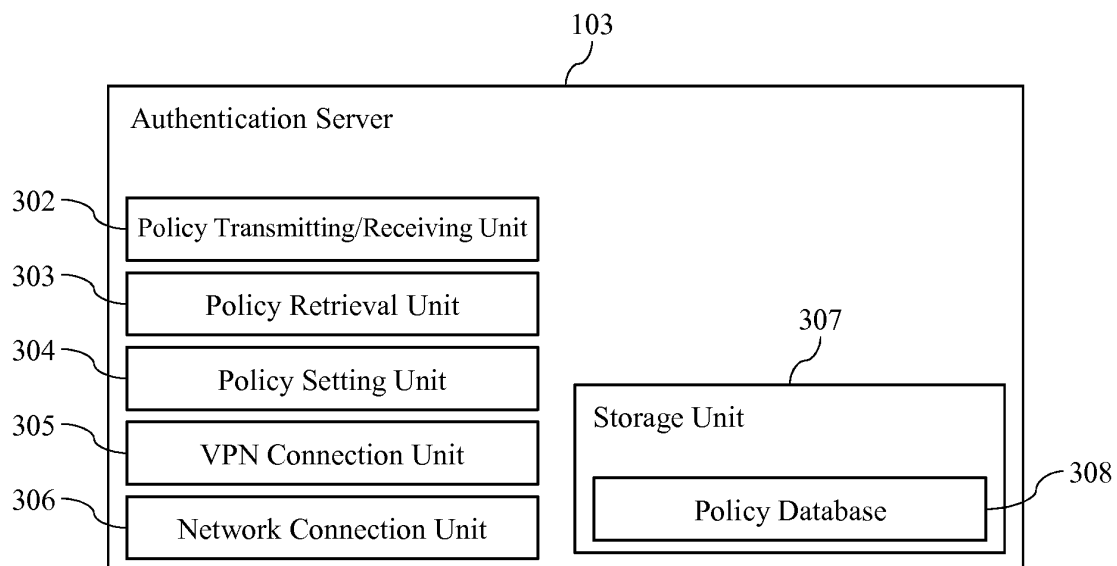 103
Authentication Server
302
Policy Transmitting/Receiving Unit
303
Policy Retrieval Unit
304
Policy Setting Unit
305
VPN Connection Unit
306
Network Connection Unit
307
Storage Unit
308
Policy Database